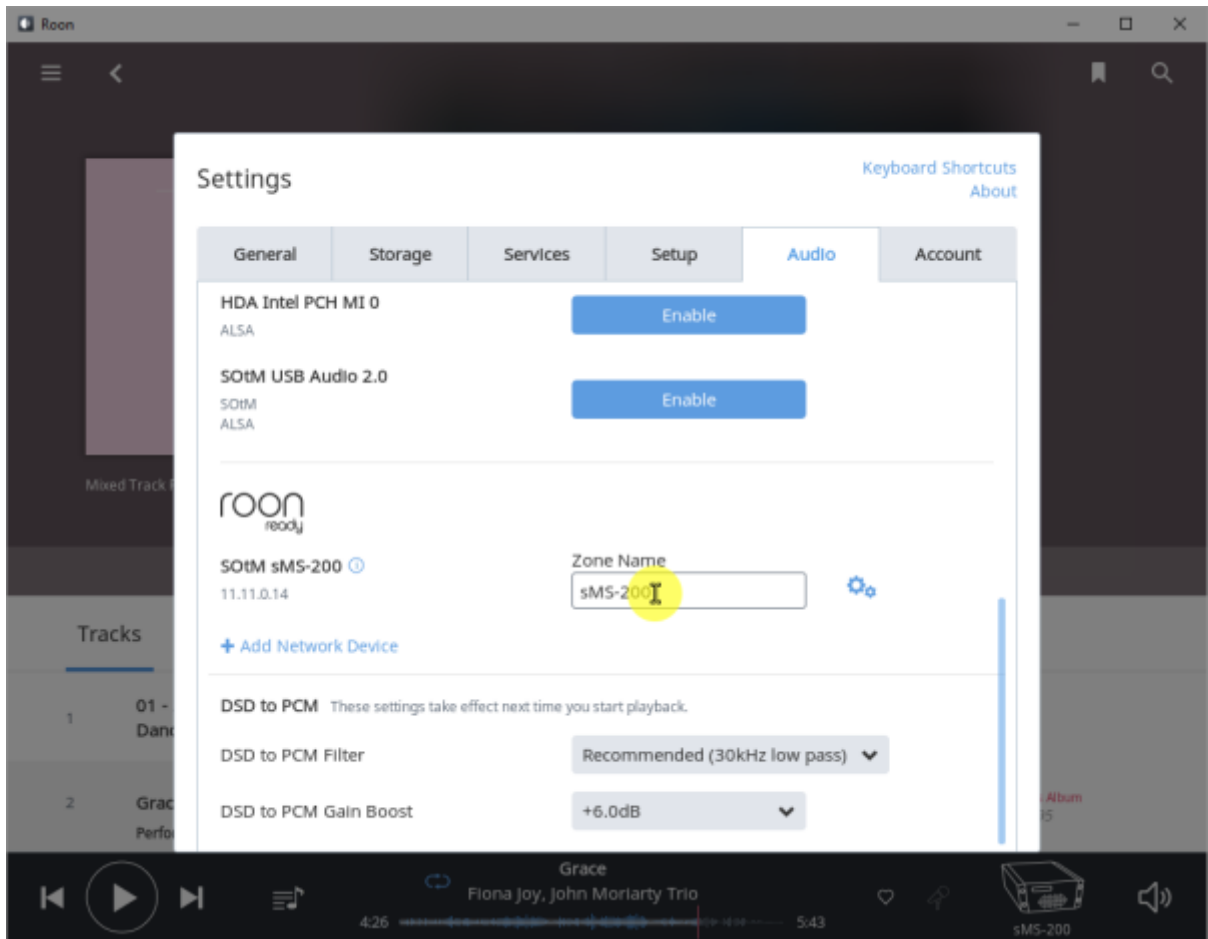 Roon
Settings
Keyboard Shortcuts
About
General Storage Services Setup Audio Account
HDA Intel PCH MI 0
Enable
ALSA
SOtM USB Audio 2.0
Enable
SOtM
ALSA
Mixed Track
roon
ready
SOtM sMS-200
Zone Name
11.11.0.14
sMS-200
Tracks
+ Add Network Device
1
01 -
Danc
DSD to PCM These settings take effect next time you start playback.
DSD to PCM Filter
Recommended (30kHz low pass)
2
Grac
Perfo
DSD to PCM Gain Boost
+6.0dB
Album
Grace
Fiona Joy, John Moriarty Trio
4:26
5:43
sMS-200